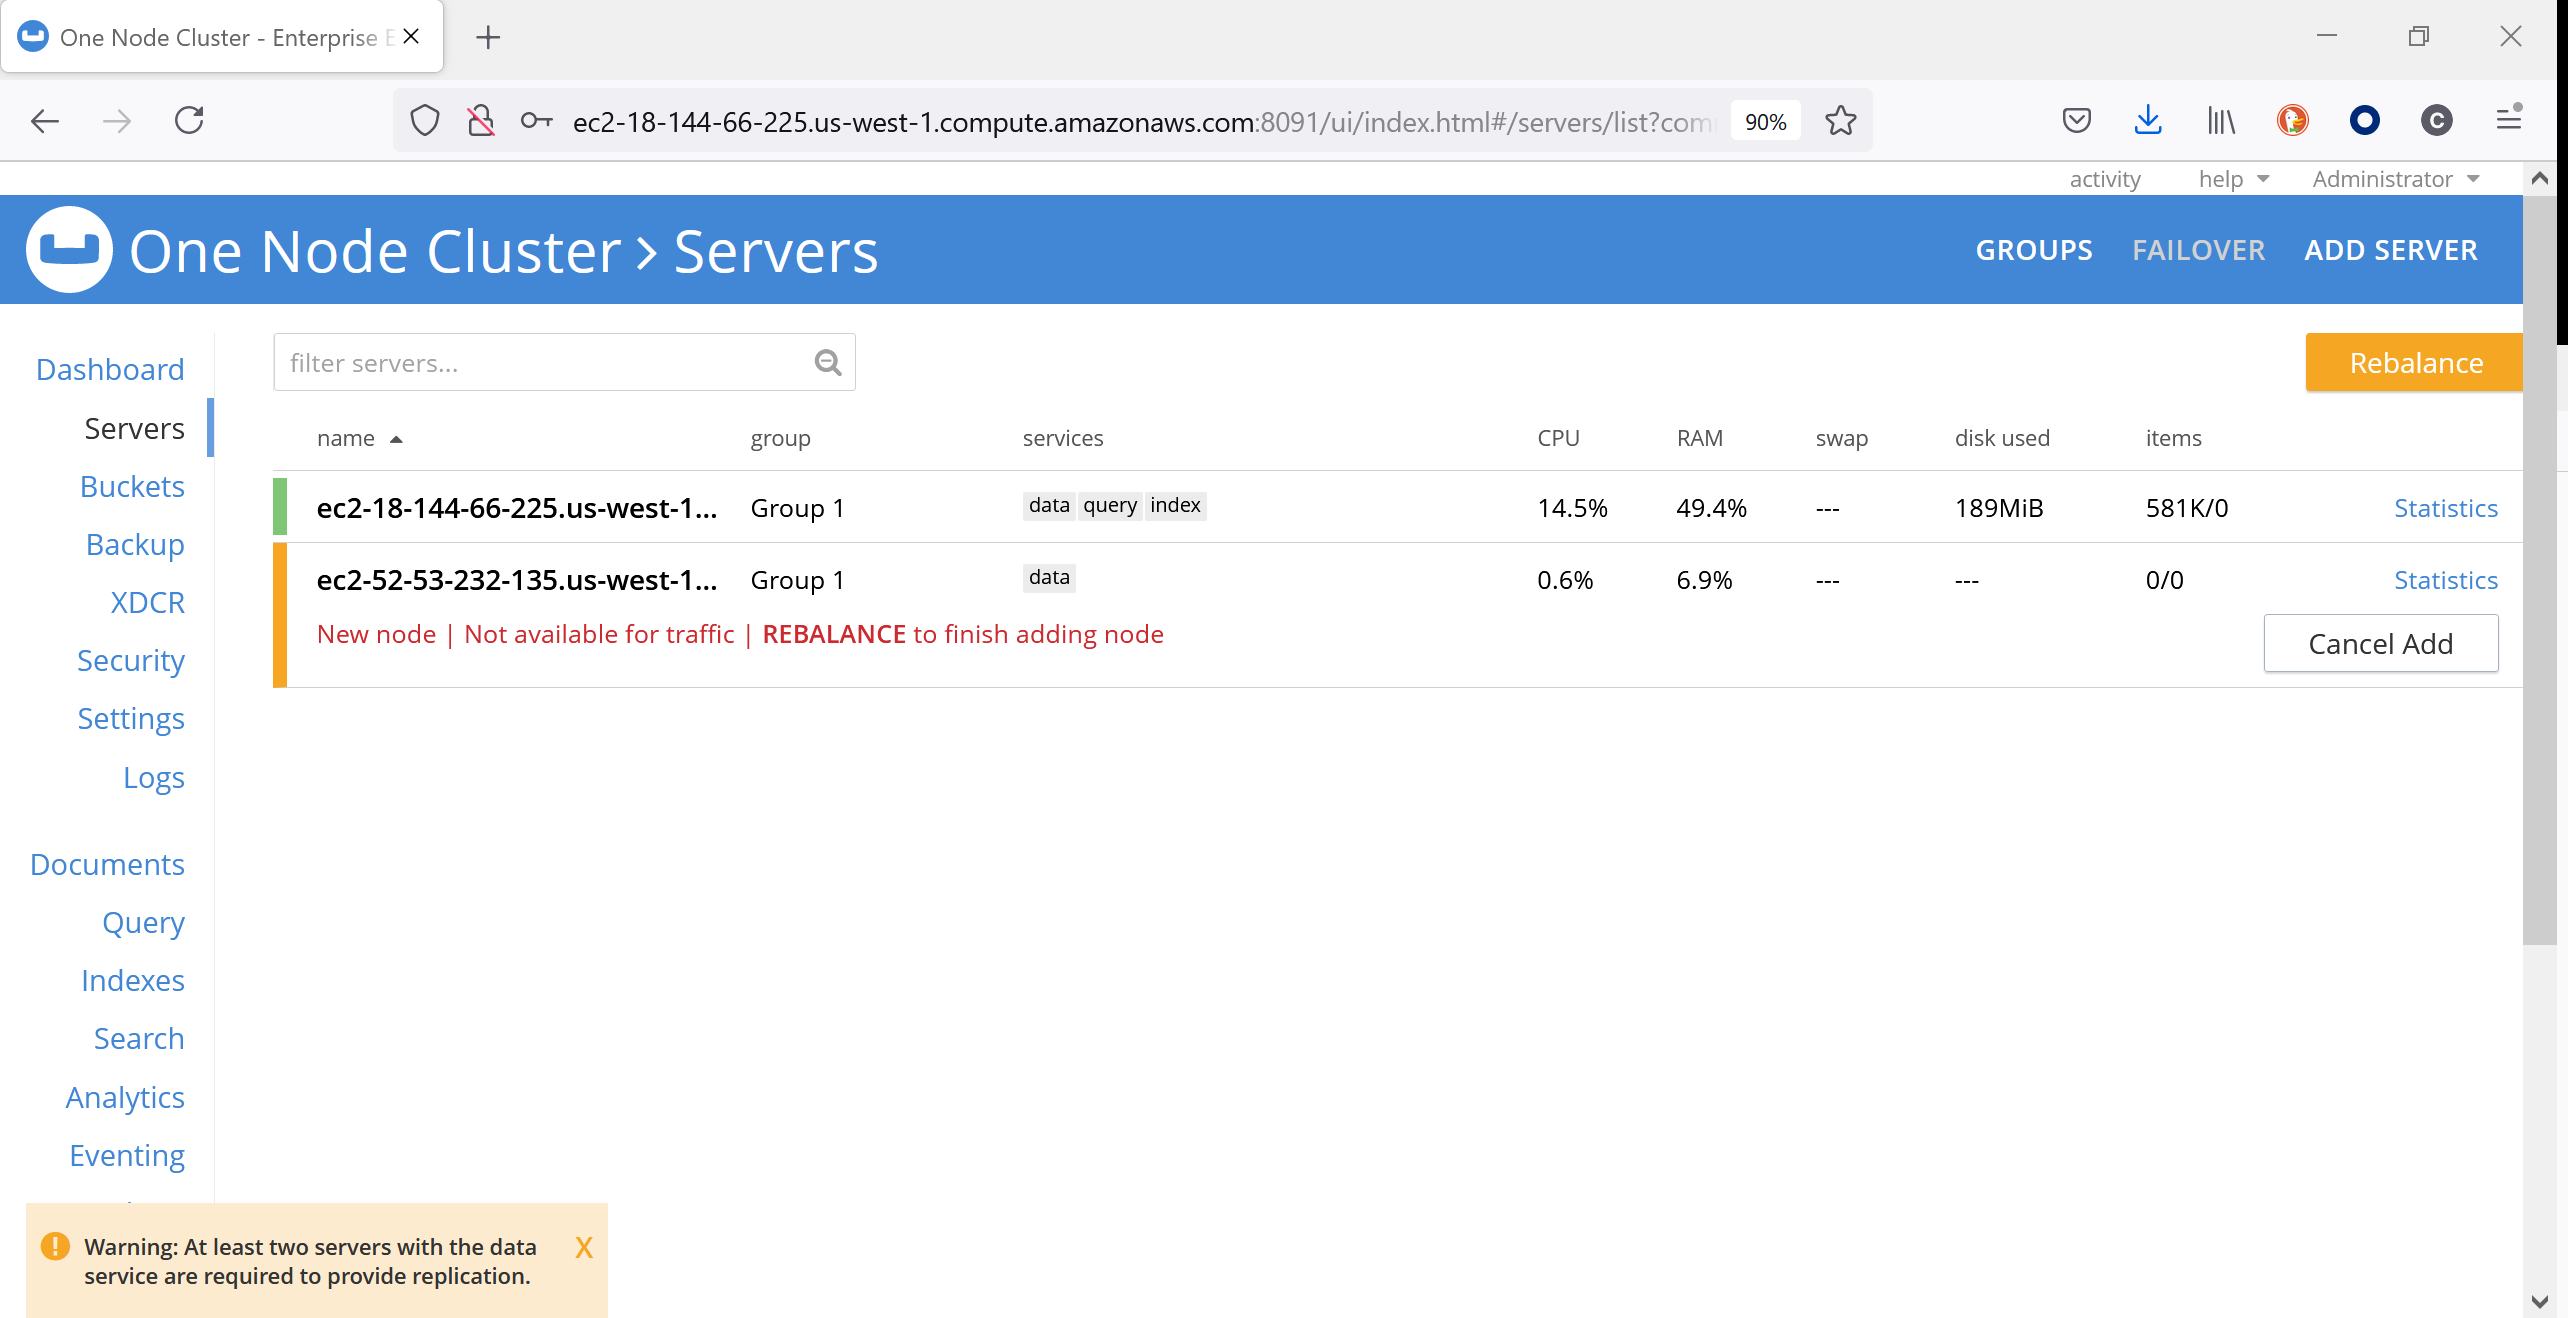 One Node Cluster - Enterprise E
ec2-18-144-66-225.us-west-1.compute.amazonaws.com:8091/ui/index.html#/servers/list?com
90%
C
activity
help
Administrator
One Node Cluster > Servers
GROUPS
FAILOVER
ADD SERVER
Dashboard
Servers
Buckets
Backup
XDCR
Security
Settings
Logs
Documents
Query
Indexes
Search
Analytics
Eventing
filter servers...
Rebalance
name group services CPU RAM swap disk used items
ec2-18-144-66-225.us-west-1... Group 1 data query index 14.5% 49.4% --- 189MiB 581K/0 Statistics
ec2-52-53-232-135.us-west-1... Group 1 data 0.6% 6.9% --- --- 0/0 Statistics
New node | Not available for traffic | REBALANCE to finish adding node
Cancel Add
Warning: At least two servers with the data
service are required to provide replication.
X